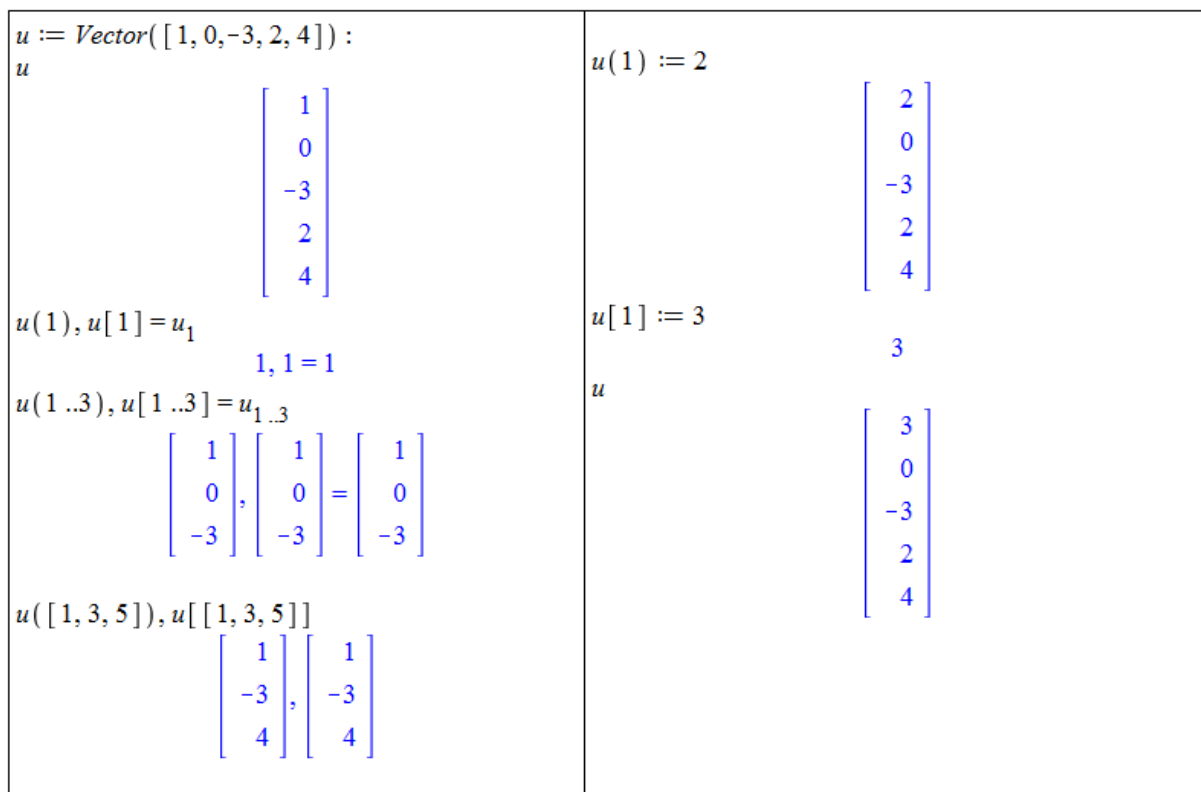 u := Vector([1, 0, -3, 2, 4]) :
u
[1
0
-3
2
4]
u(1), u[1] = u₁
1, 1 = 1
u(1 ..3), u[1 ..3] = u₁ ..₃
[1 0 -3], [1 0 -3] = [1 0 -3]
u([1, 3, 5]), u[[1, 3, 5]]
[1 -3 4], [1 -3 4]
u(1) := 2
[2
0
-3
2
4]
u[1] := 3
3
u
[3
0
-3
2
4]